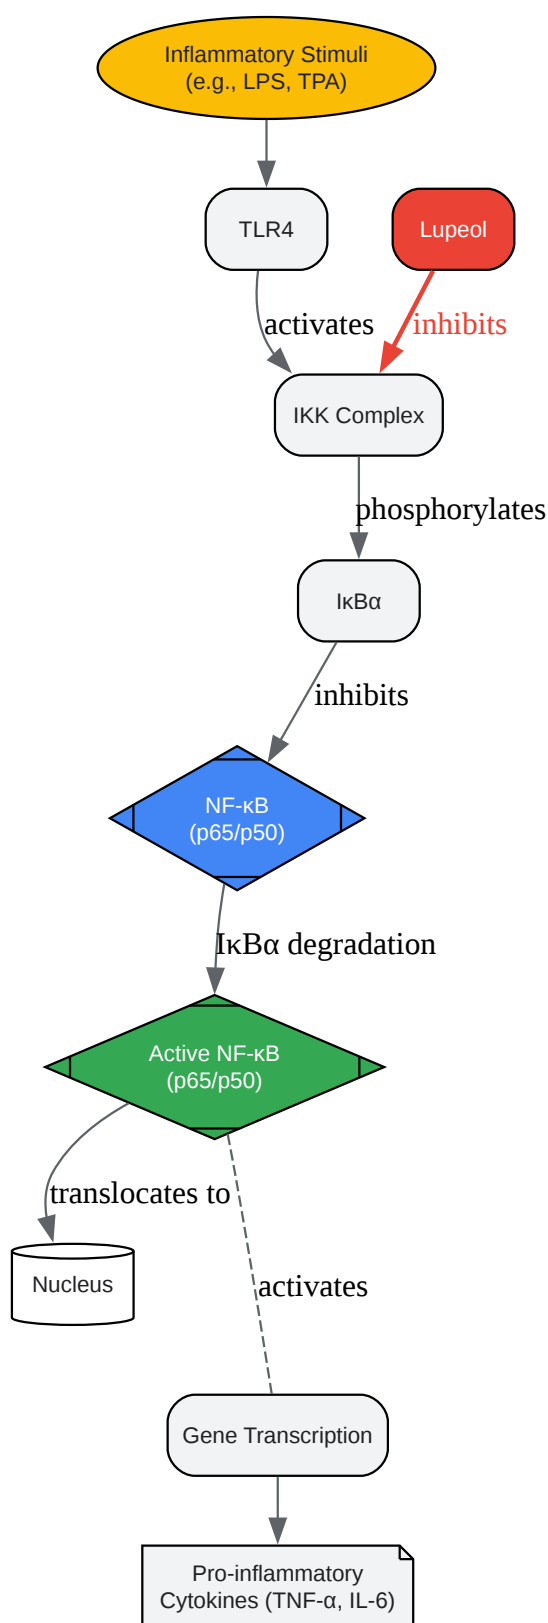 Inflammatory Stimuli
(e.g., LPS, TPA)
TLR4
Lupeol
activates
inhibits
IKK Complex
phosphorylates
IκBα
inhibits
NF-κB
(p65/p50)
IκBα degradation
Active NF-κB
(p65/p50)
translocates to
Nucleus
activates
Gene Transcription
Pro-inflammatory
Cytokines (TNF-α, IL-6)